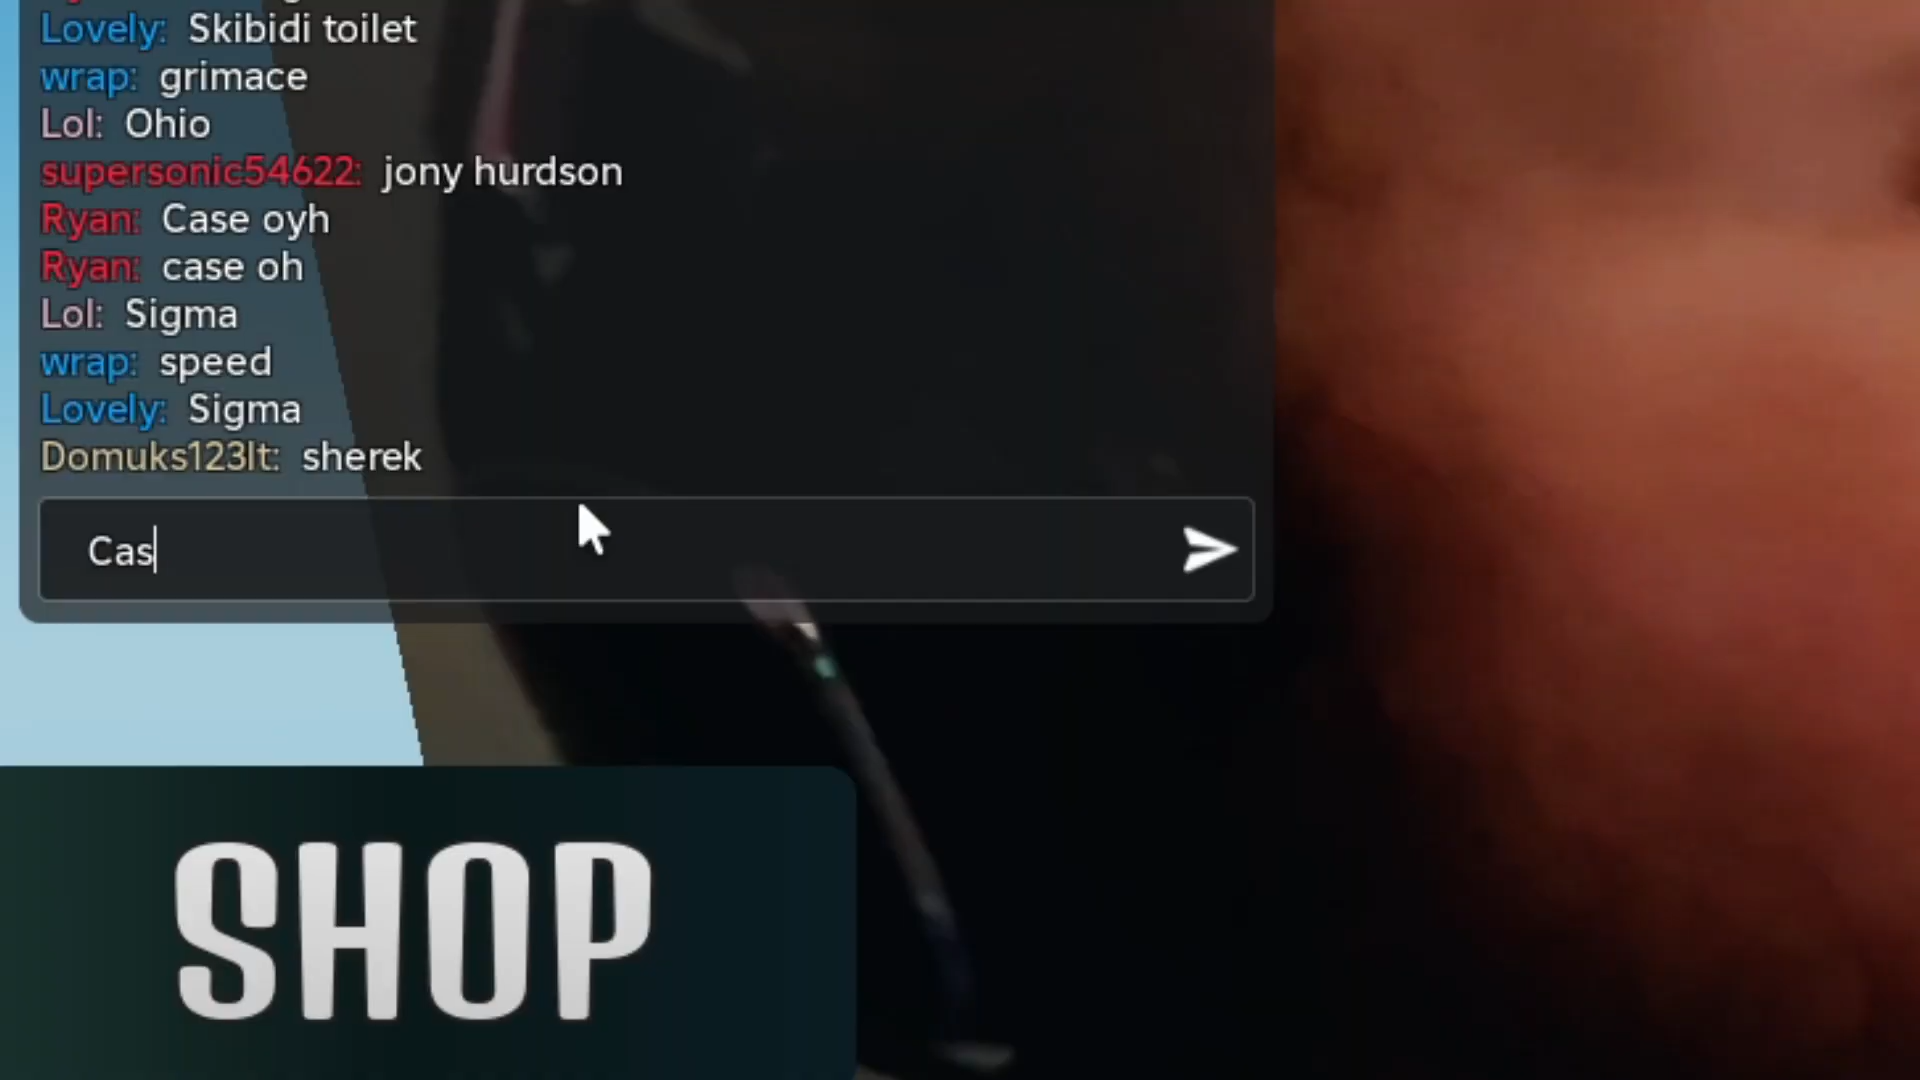 Lovely: Skibidi toilet
wrap: grimace
Lol: Ohio
supersonic54622: jony hurdson
Ryan: Case oyh
Ryan: case oh
Lol: Sigma
wrap: speed
Lovely: Sigma
Domuks123lt: sherek
Cas
SHOP